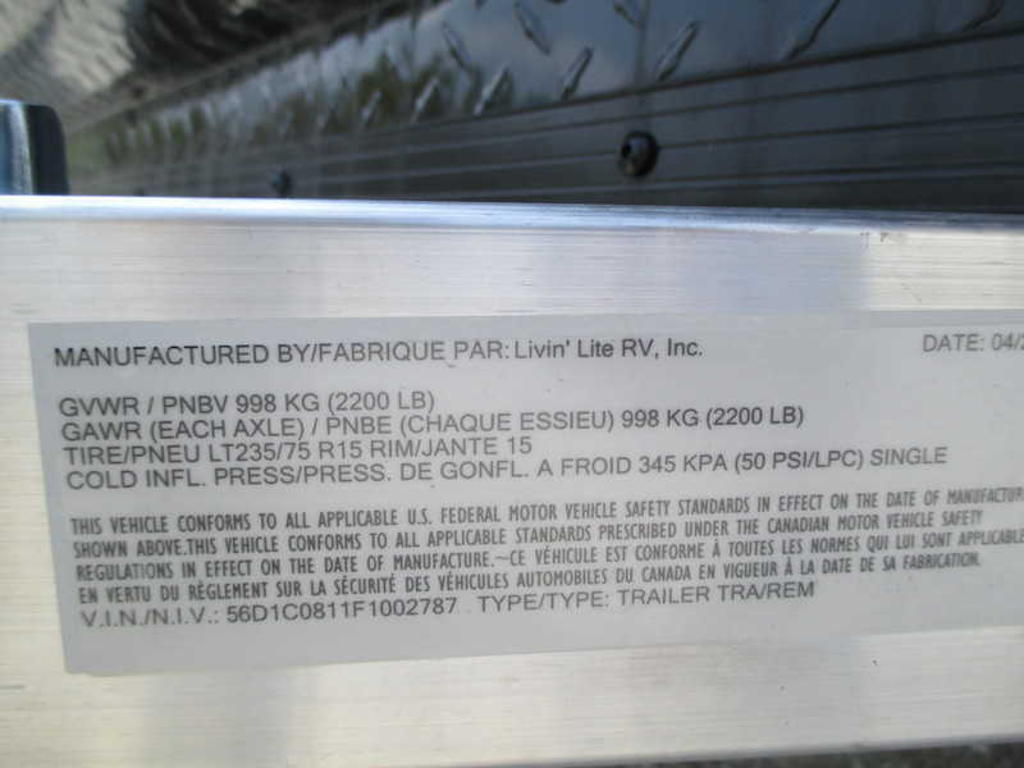 MANUFACTURED BY/FABRIQUE PAR: Livin' Lite RV, Inc. DATE: 04/
GVWR / PNBV 998 KG (2200 LB)
GAWR (EACH AXLE) / PNBE (CHAQUE ESSIEU) 998 KG (2200 LB)
TIRE/PNEU LT235/75 R15 RIM/JANTE 15
COLD INFL. PRESS/PRESS. DE GONFL. A FROID 345 KPA (50 PSI/LPC) SINGLE
THIS VEHICLE CONFORMS TO ALL APPLICABLE U.S. FEDERAL MOTOR VEHICLE SAFETY STANDARDS IN EFFECT ON THE DATE OF MANUFACTUR
SHOWN ABOVE.THIS VEHICLE CONFORMS TO ALL APPLICABLE STANDARDS PRESCRIBED UNDER THE CANADIAN MOTOR VEHICLE SAFETY
REGULATIONS IN EFFECT ON THE DATE OF MANUFACTURE.~CE VÉHICULE EST CONFORME À TOUTES LES NORMES QUI LUI SONT APPLICABLE
EN VERTU DU RÈGLEMENT SUR LA SÉCURITÉ DES VÉHICULES AUTOMOBILES DU CANADA EN VIGUEUR À LA DATE DE SA FABRICATION.
V.I.N./N.I.V.: 56D1C0811F1002787 TYPE/TYPE: TRAILER TRA/REM